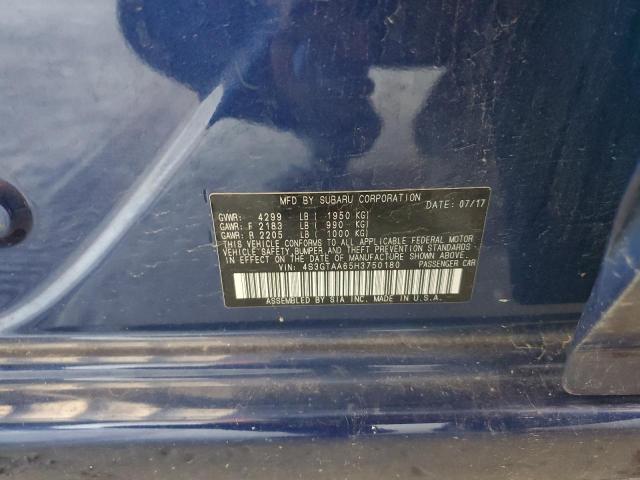 MFD BY SUBARU CORPORATION
DATE: 07/17
GVWR: 4299 LB ( 1950 KG)
GAWR: F 2183 LB ( 990 KG)
GAWR: R 2205 LB ( 1000 KG)
THIS VEHICLE CONFORMS TO ALL APPLICABLE FEDERAL MOTOR
VEHICLE SAFETY, BUMPER, AND THEFT PREVENTION STANDARDS
IN EFFECT ON THE DATE OF MANUFACTURE SHOWN ABOVE.
VIN: 4S3GTAA65H3750180 PASSENGER CAR
ASSEMBLED BY SIA INC. MADE IN U.S.A.